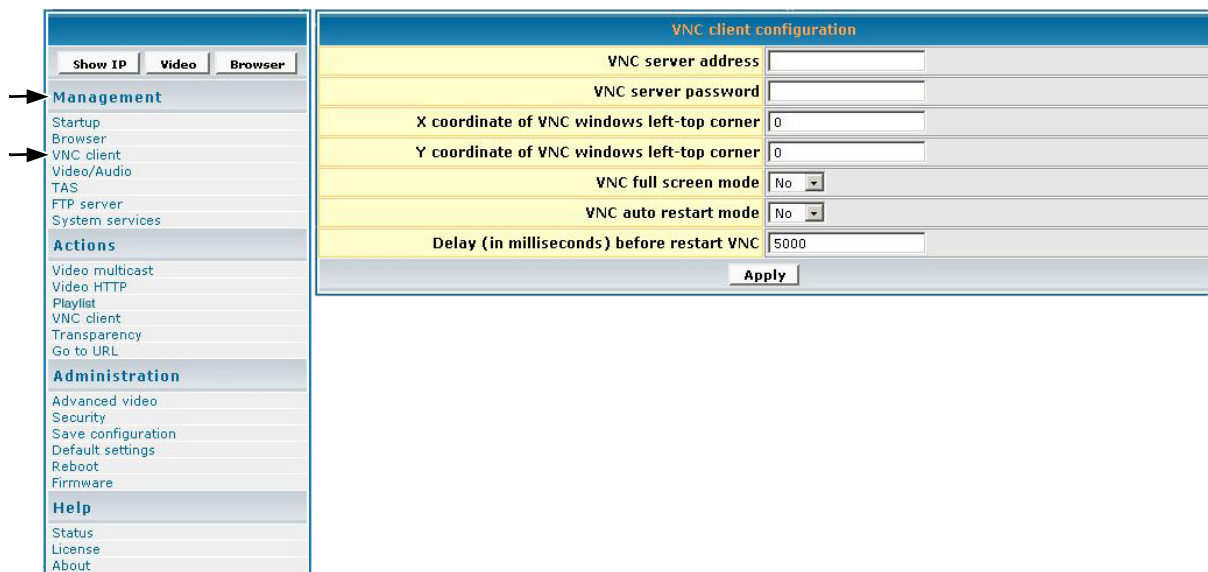 Show IP Video Browser
Management
Startup
Browser
VNC client
Video/Audio
TAS
FTP server
System services
Actions
Video multicast
Video HTTP
Playlist
VNC client
Transparency
Go to URL
Administration
Advanced video
Security
Save configuration
Default settings
Reboot
Firmware
Help
Status
License
About
VNC client configuration
VNC server address
VNC server password
X coordinate of VNC windows left-top corner 0
Y coordinate of VNC windows left-top corner 0
VNC full screen mode No
VNC auto restart mode No
Delay (in milliseconds) before restart VNC 5000
Apply